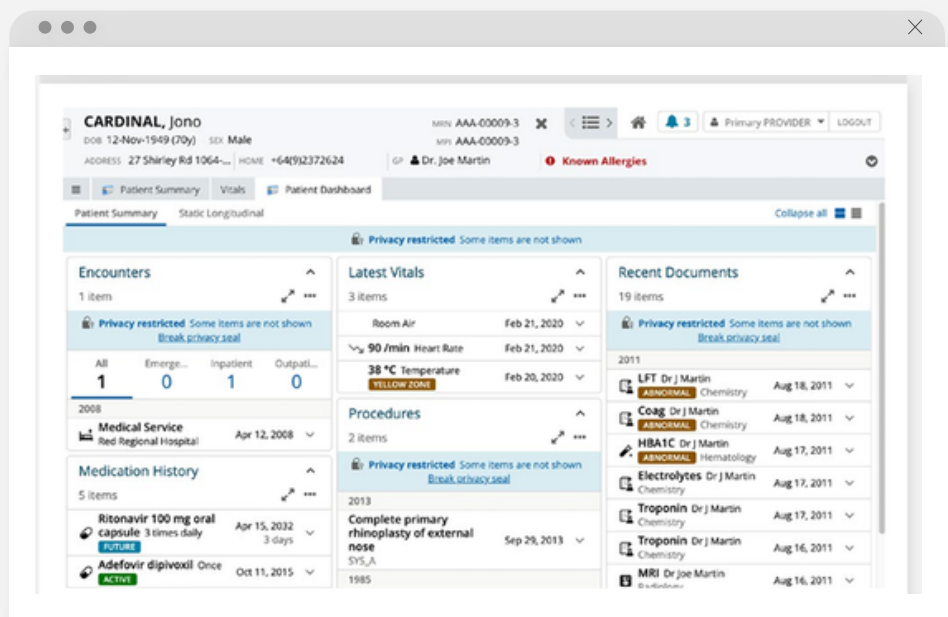 CARDINAL, Jono
DOB 12-Nov-1949 (70y) SEX Male
ADDRESS 27 Shirley Rd 1064-... HOME +64(9)2372624
MRN AAA-00009-3
MPI AAA-00009-3
GP Dr. Joe Martin
Known Allergies
3
Primary PROVIDER
LOGOUT
Patient Summary Vitals Patient Dashboard
Patient Summary Static Longitudinal
Collapse all
Privacy restricted Some items are not shown
Encounters
1 item
Privacy restricted Some items are not shown
Break privacy seal
All Emerge... Inpatient Outpati...
1 0 1 0
2008
Medical Service Apr 12, 2008
Red Regional Hospital
Medication History
5 items
Ritonavir 100 mg oral
capsule 3 times daily
FUTURE
Apr 15, 2032
3 days
Adefovir dipivoxil Once
ACTIVE
Oct 11, 2015
Latest Vitals
3 items
Room Air Feb 21, 2020
90 /min Heart Rate Feb 21, 2020
38 °C Temperature
YELLOW ZONE
Feb 20, 2020
Procedures
2 items
Privacy restricted Some items are not shown
Break privacy seal
2013
Complete primary
rhinoplasty of external
nose
SYS_A
Sep 29, 2013
1985
Recent Documents
19 items
Privacy restricted Some items are not shown
Break privacy seal
2011
LFT Dr J Martin
ABNORMAL Chemistry
Aug 18, 2011
Coag Dr J Martin
ABNORMAL Chemistry
Aug 18, 2011
HBA1C Dr J Martin
ABNORMAL Hematology
Aug 17, 2011
Electrolytes Dr J Martin
Chemistry
Aug 17, 2011
Troponin Dr J Martin
Chemistry
Aug 17, 2011
Troponin Dr J Martin
Chemistry
Aug 16, 2011
MRI Dr Joe Martin
Radiology
Aug 16, 2011